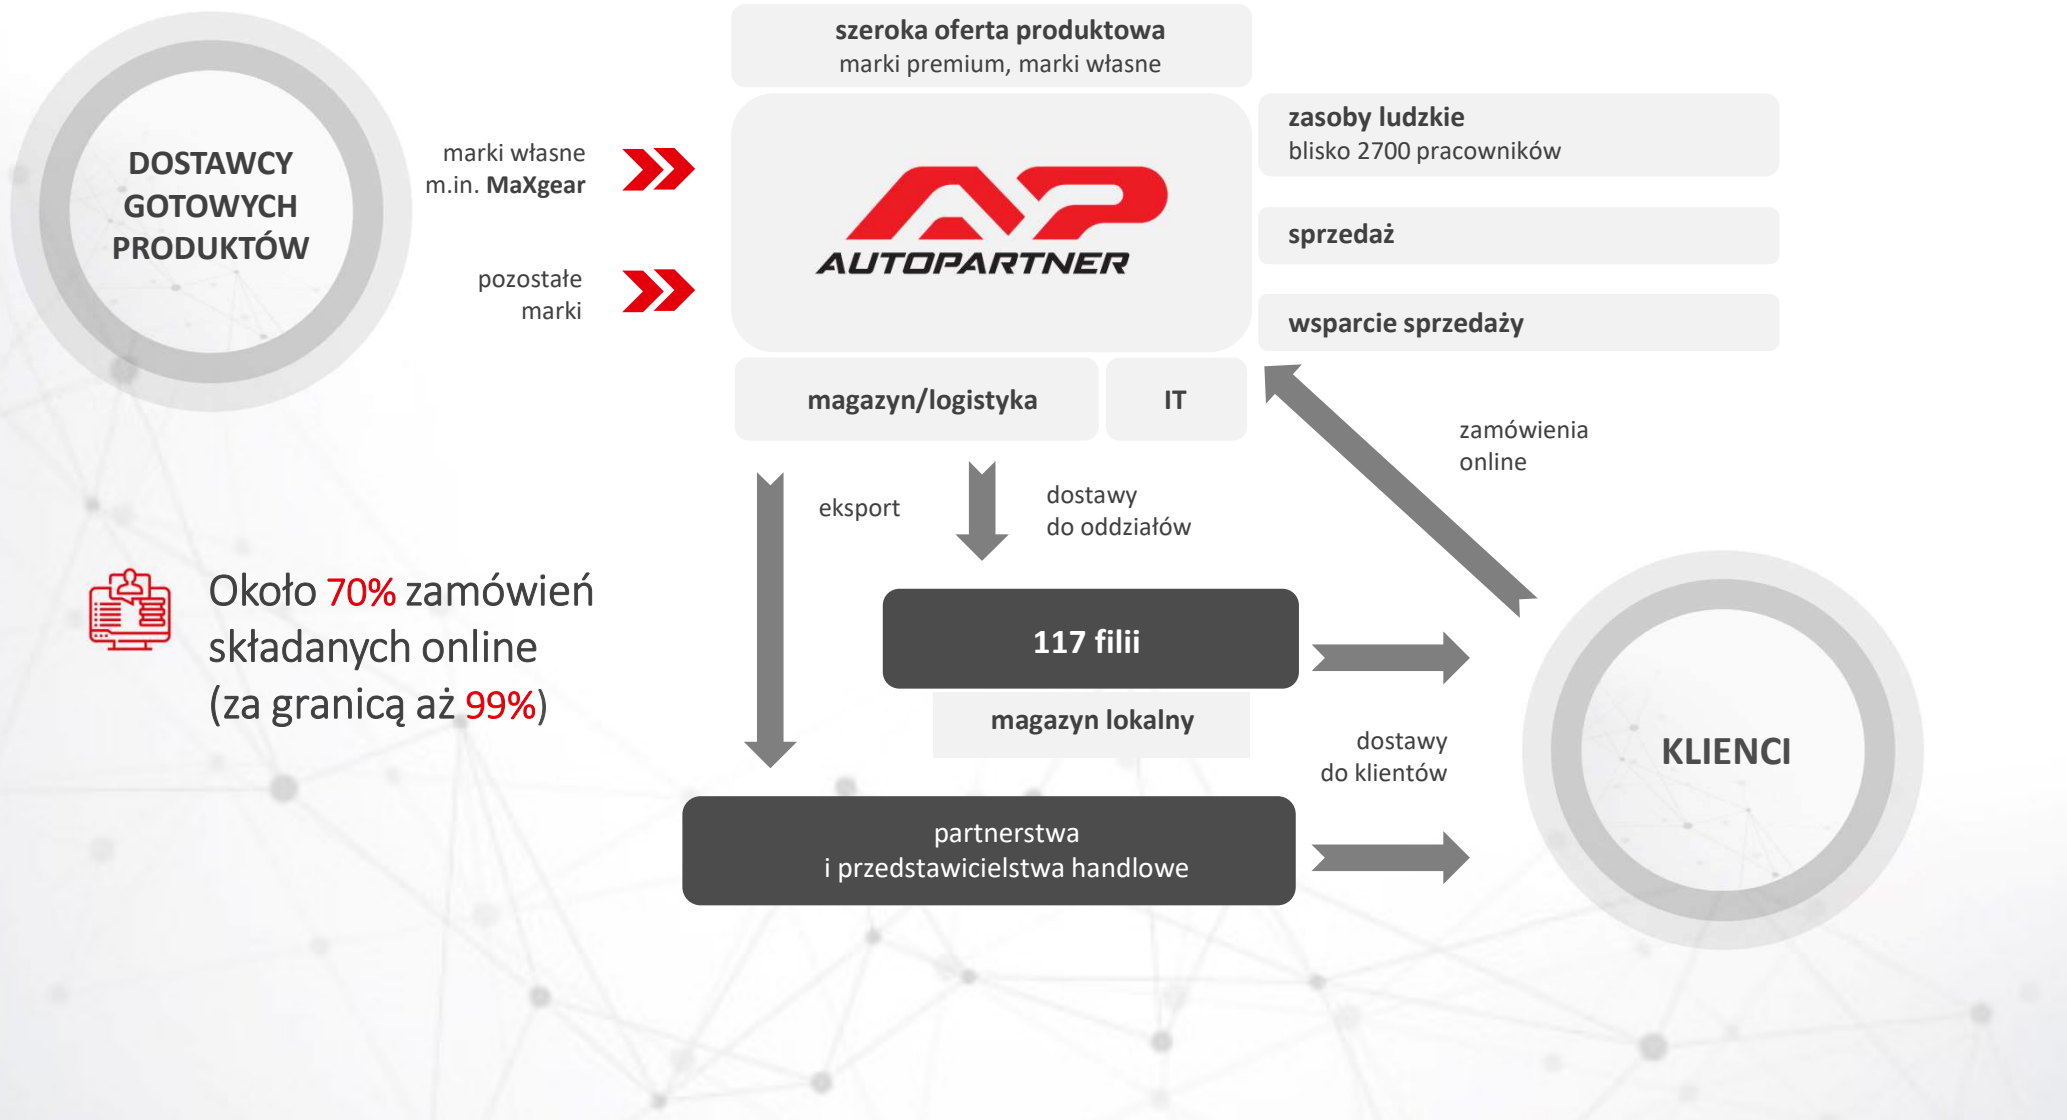 szeroka oferta produktowa
marki premium, marki własne
DOSTAWCY
GOTOWYCH
PRODUKTÓW
marki własne
m.in. MaXgear
pozostałe
marki
AP
AUTOPARTNER
zasoby ludzkie
blisko 2700 pracowników
sprzedaż
wsparcie sprzedaży
magazyn/logistyka
IT
zamówienia
online
eksport
dostawy
do oddziałów
Około 70% zamówień
składanych online
(za granicą aż 99%)
117 filii
magazyn lokalny
dostawy
do klientów
KLIENCI
partnerstwa
i przedstawicielstwa handlowe